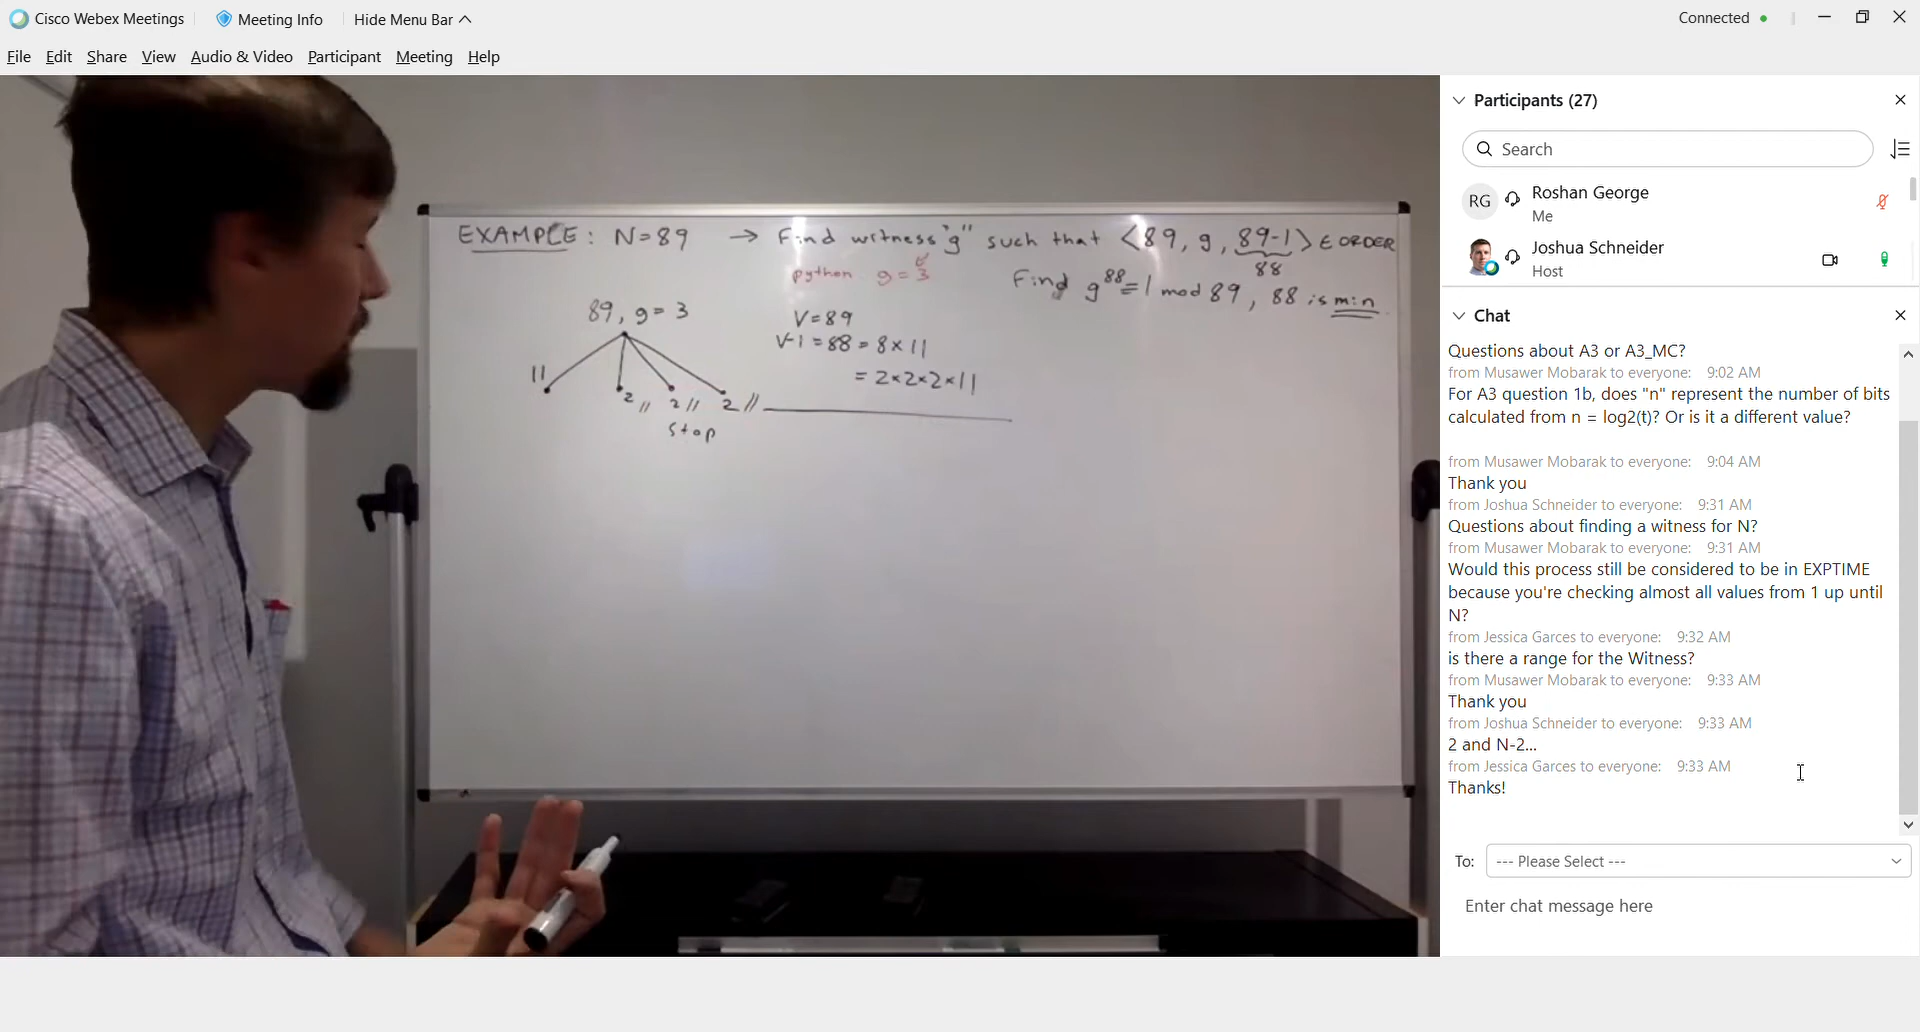 Cisco Webex Meetings
Meeting Info
Hide Menu Bar
Connected
File Edit Share View Audio & Video Participant Meeting Help
EXAMPLE: N=89 → Find witness "g" such that <89, g, 89-1> ∈ ORDER
88
python g = 3
Find g^88 = 1 mod 89, 88 is min
89, g = 3
V=89
V-1 = 88 = 8 × 11
= 2×2×2×11
11
2 // 2 // 2 //
Stop
Participants (27)
Search
RG
Roshan George
Me
Joshua Schneider
Host
Chat
Questions about A3 or A3_MC?
from Musawer Mobarak to everyone: 9:02 AM
For A3 question 1b, does "n" represent the number of bits
calculated from n = log2(t)? Or is it a different value?
from Musawer Mobarak to everyone: 9:04 AM
Thank you
from Joshua Schneider to everyone: 9:31 AM
Questions about finding a witness for N?
from Musawer Mobarak to everyone: 9:31 AM
Would this process still be considered to be in EXPTIME
because you're checking almost all values from 1 up until
N?
from Jessica Garces to everyone: 9:32 AM
is there a range for the Witness?
from Musawer Mobarak to everyone: 9:33 AM
Thank you
from Joshua Schneider to everyone: 9:33 AM
2 and N-2...
from Jessica Garces to everyone: 9:33 AM
Thanks!
To: --- Please Select ---
Enter chat message here